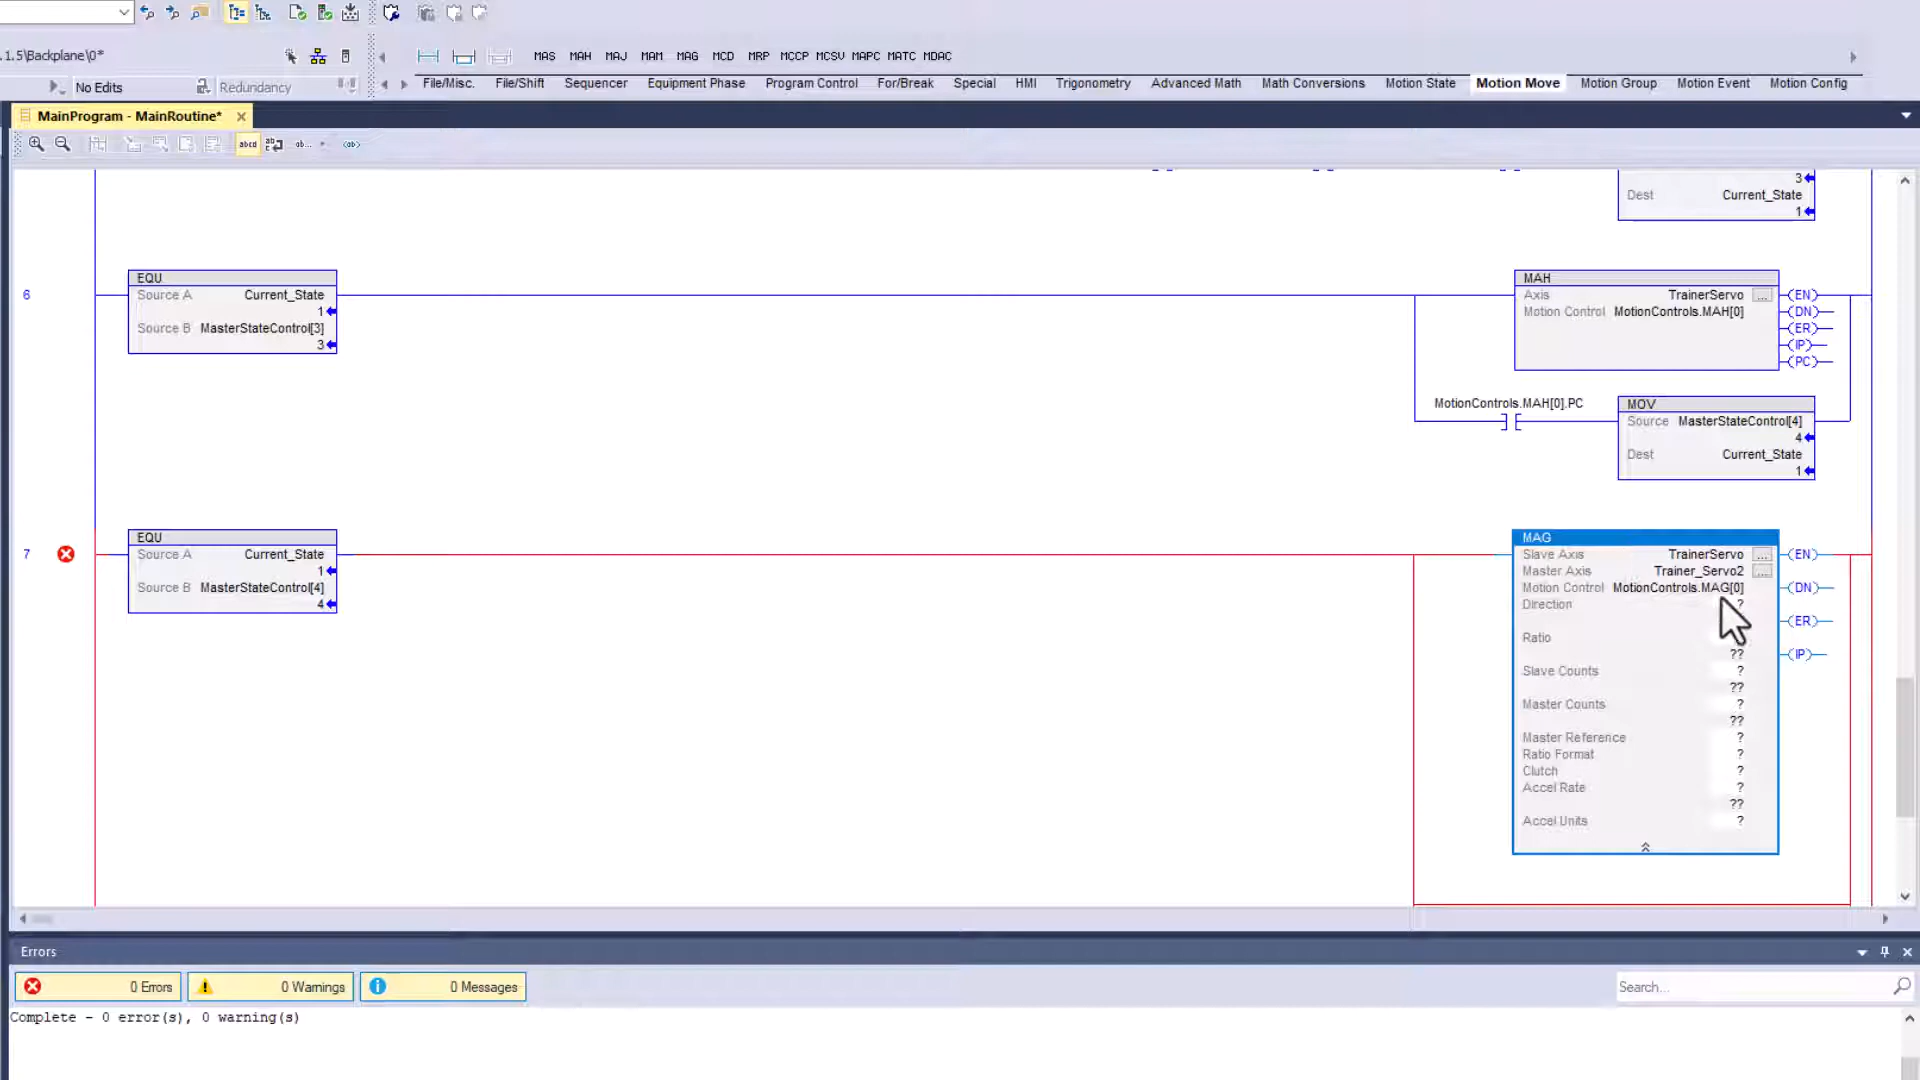 .1.5\Backplane\0*
MAS MAH MAJ MAM MAG MCD MRP MCCP MCSV MAPC MATC MDAC
No Edits
Redundancy
File/Misc. File/Shift Sequencer Equipment Phase Program Control For/Break Special HMI Trigonometry Advanced Math Math Conversions Motion State Motion Move Motion Group Motion Event Motion Config
MainProgram - MainRoutine*
abcd
ab...
<ab>
3
Dest Current_State
1
6
EQU
Source A Current_State
1
Source B MasterStateControl[3]
3
MAH
Axis TrainerServo ...
Motion Control MotionControls.MAH[0]
(EN)
(DN)
(ER)
(IP)
(PC)
MotionControls.MAH[0].PC
MOV
Source MasterStateControl[4]
4
Dest Current_State
1
7
EQU
Source A Current_State
1
Source B MasterStateControl[4]
4
MAG
Slave Axis TrainerServo ...
Master Axis Trainer_Servo2 ...
Motion Control MotionControls.MAG[0]
Direction ?
Ratio
??
Slave Counts ?
??
Master Counts ?
??
Master Reference ?
Ratio Format ?
Clutch ?
Accel Rate ?
??
Accel Units ?
(EN)
(DN)
(ER)
(IP)
Errors
0 Errors
0 Warnings
0 Messages
Search...
Complete - 0 error(s), 0 warning(s)